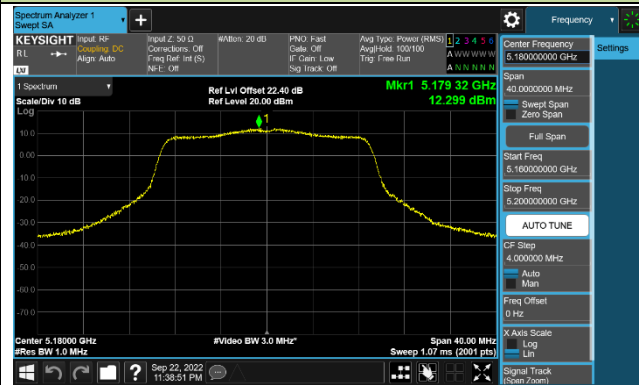 Spectrum Analyzer 1
Swept SA
Frequency
KEYSIGHT
RL
LXI
Input: RF
Coupling: DC
Align: Auto
Input Z: 50 Ω
Corrections: Off
Freq Ref: Int (S)
NFE: Off
#Atten: 20 dB
PNO: Fast
Gate: Off
IF Gain: Low
Sig Track: Off
Avg Type: Power (RMS)
Avg|Hold: 100/100
Trig: Free Run
1 2 3 4 5 6
A W W W W W
A N N N N N
1 Spectrum
Scale/Div 10 dB
Log
Ref Lvl Offset 22.40 dB
Ref Level 20.00 dBm
Mkr1 5.179 32 GHz
12.299 dBm
1
10.0
0.00
-10.0
-20.0
-30.0
-40.0
-50.0
-60.0
-70.0
Center 5.18000 GHz
#Res BW 1.0 MHz
#Video BW 3.0 MHz*
Span 40.00 MHz
Sweep 1.07 ms (2001 pts)
Sep 22, 2022
11:38:51 PM
Center Frequency
5.180000000 GHz
Settings
Span
40.0000000 MHz
Swept Span
Zero Span
Full Span
Start Freq
5.160000000 GHz
Stop Freq
5.200000000 GHz
AUTO TUNE
CF Step
4.000000 MHz
Auto
Man
Freq Offset
0 Hz
X Axis Scale
Log
Lin
Signal Track
(Span Zoom)